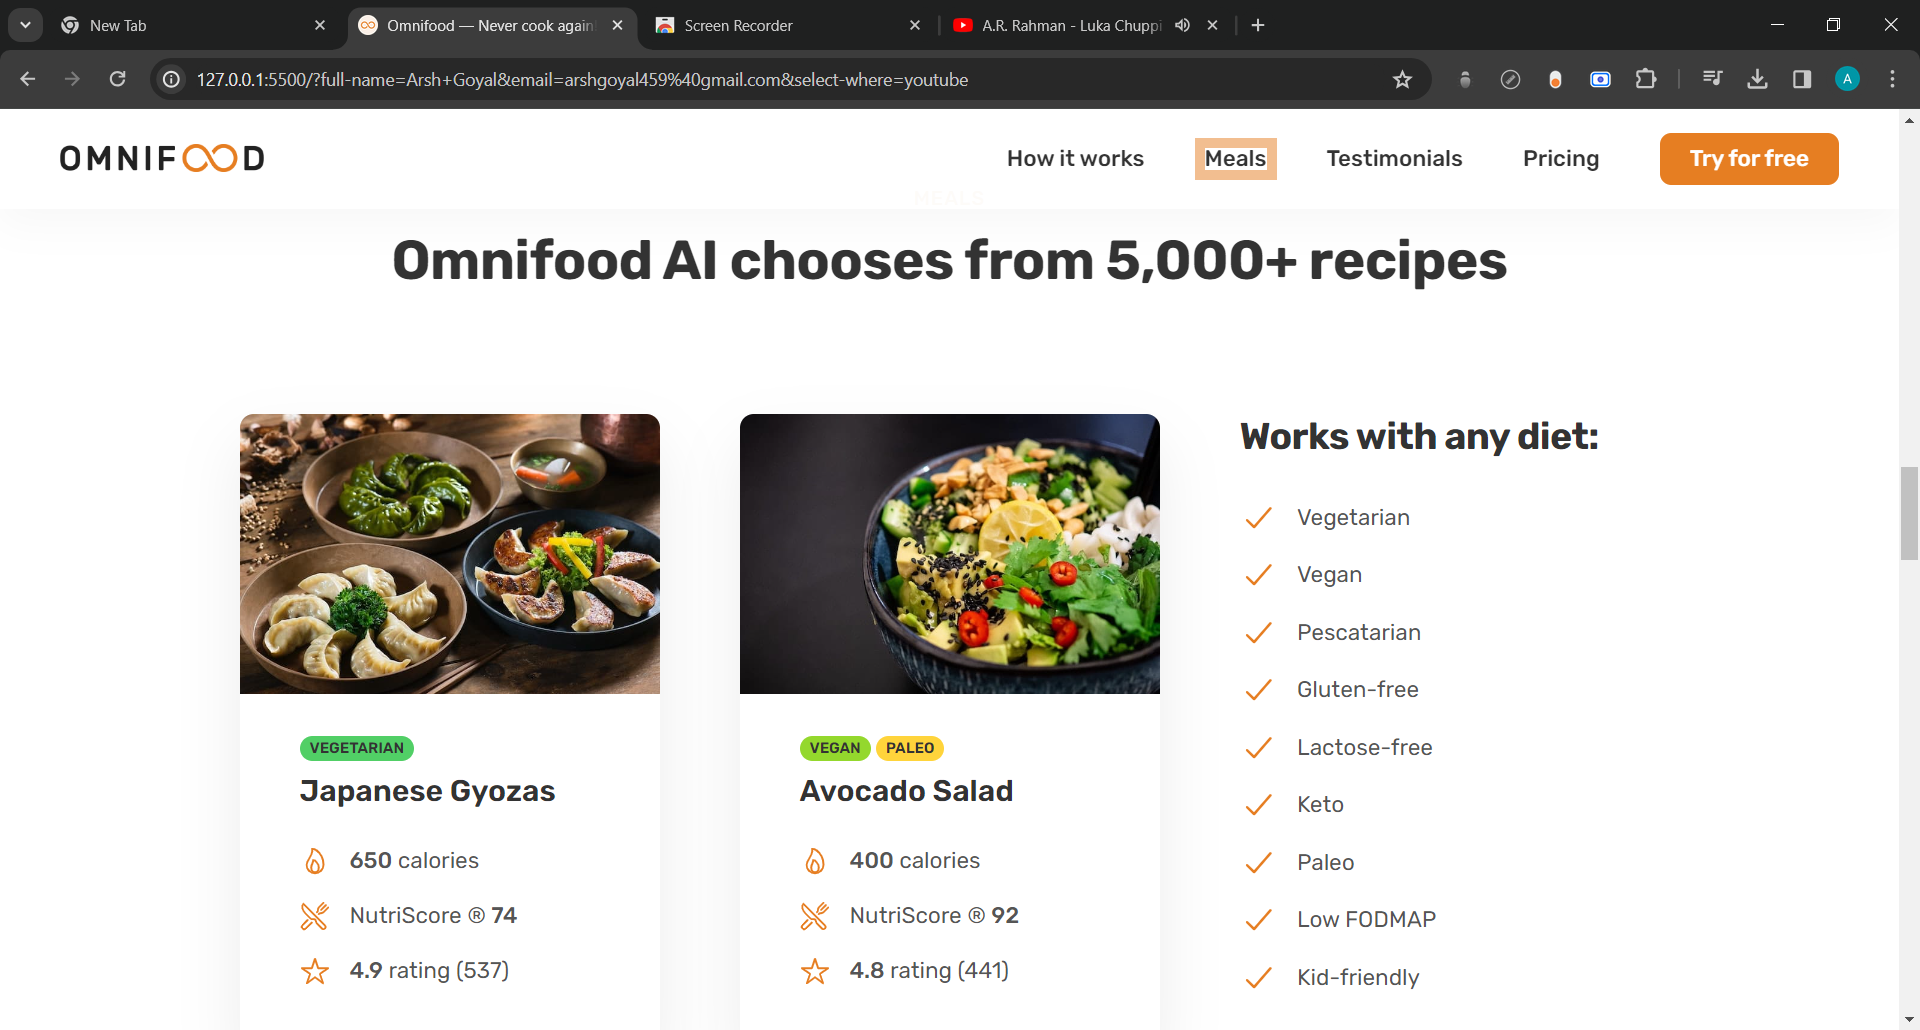 New Tab
Omnifood — Never cook again!
Screen Recorder
A.R. Rahman - Luka Chuppi
127.0.0.1:5500/?full-name=Arsh+Goyal&email=arshgoyal459%40gmail.com&select-where=youtube
A
OMNIFOOD
How it works
Meals
Testimonials
Pricing
Try for free
MEALS
Omnifood AI chooses from 5,000+ recipes
VEGETARIAN
Japanese Gyozas
650 calories
NutriScore ® 74
4.9 rating (537)
VEGAN PALEO
Avocado Salad
400 calories
NutriScore ® 92
4.8 rating (441)
Works with any diet:
Vegetarian
Vegan
Pescatarian
Gluten-free
Lactose-free
Keto
Paleo
Low FODMAP
Kid-friendly